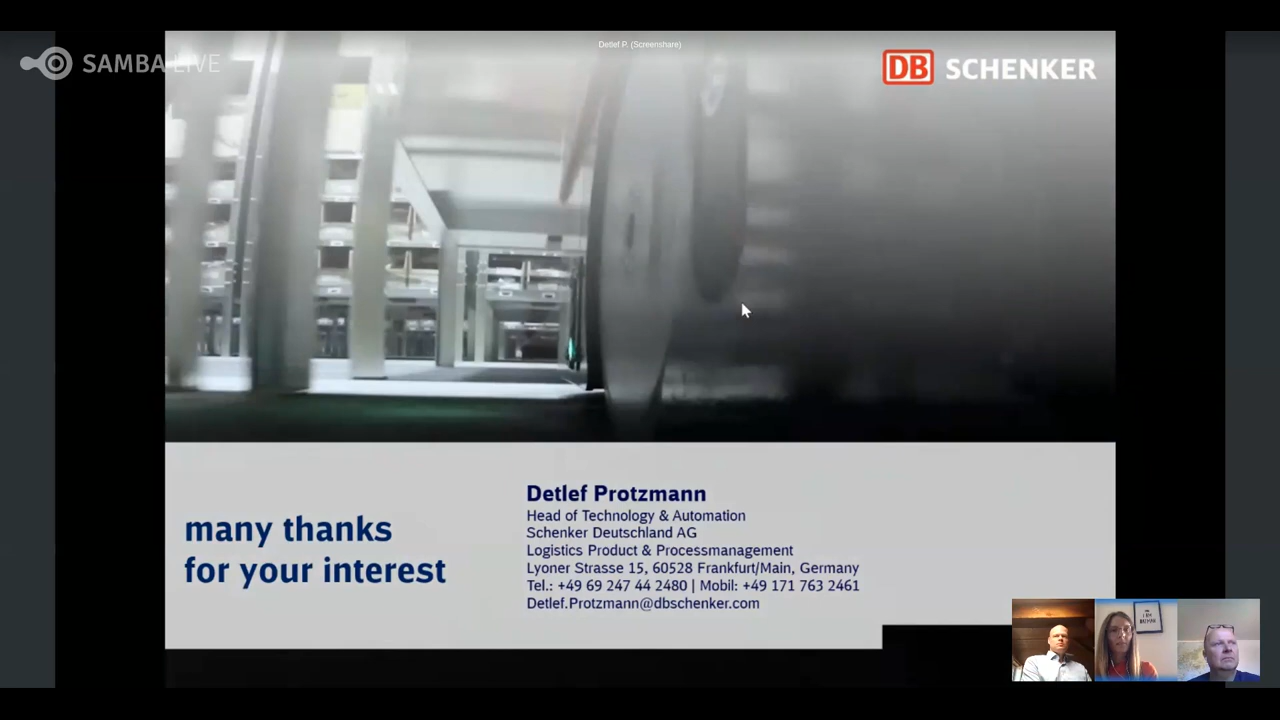 Detlef P. (Screenshare)
SAMBA LIVE
DB SCHENKER
many thanks
for your interest
Detlef Protzmann
Head of Technology & Automation
Schenker Deutschland AG
Logistics Product & Processmanagement
Lyoner Strasse 15, 60528 Frankfurt/Main, Germany
Tel.: +49 69 247 44 2480 | Mobil: +49 171 763 2461
Detlef.Protzmann@dbschenker.com
I AM